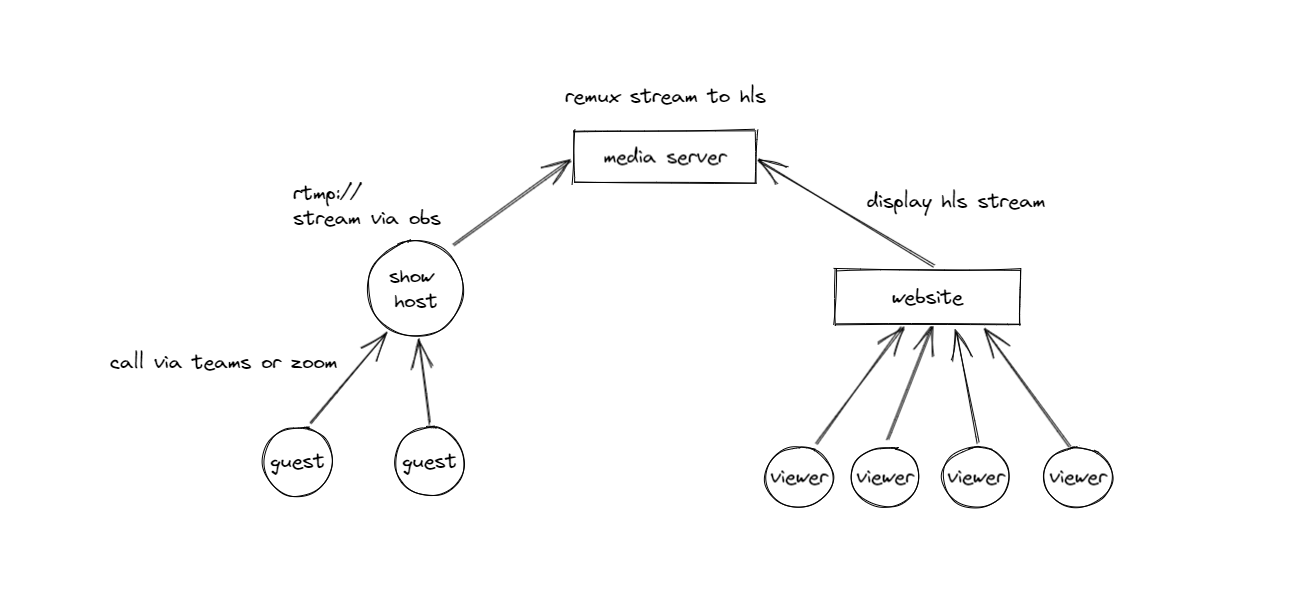 remux stream to hls
media server
rtmp://
stream via obs
display hls stream
show
host
website
call via teams or zoom
guest
guest
viewer
viewer
viewer
viewer